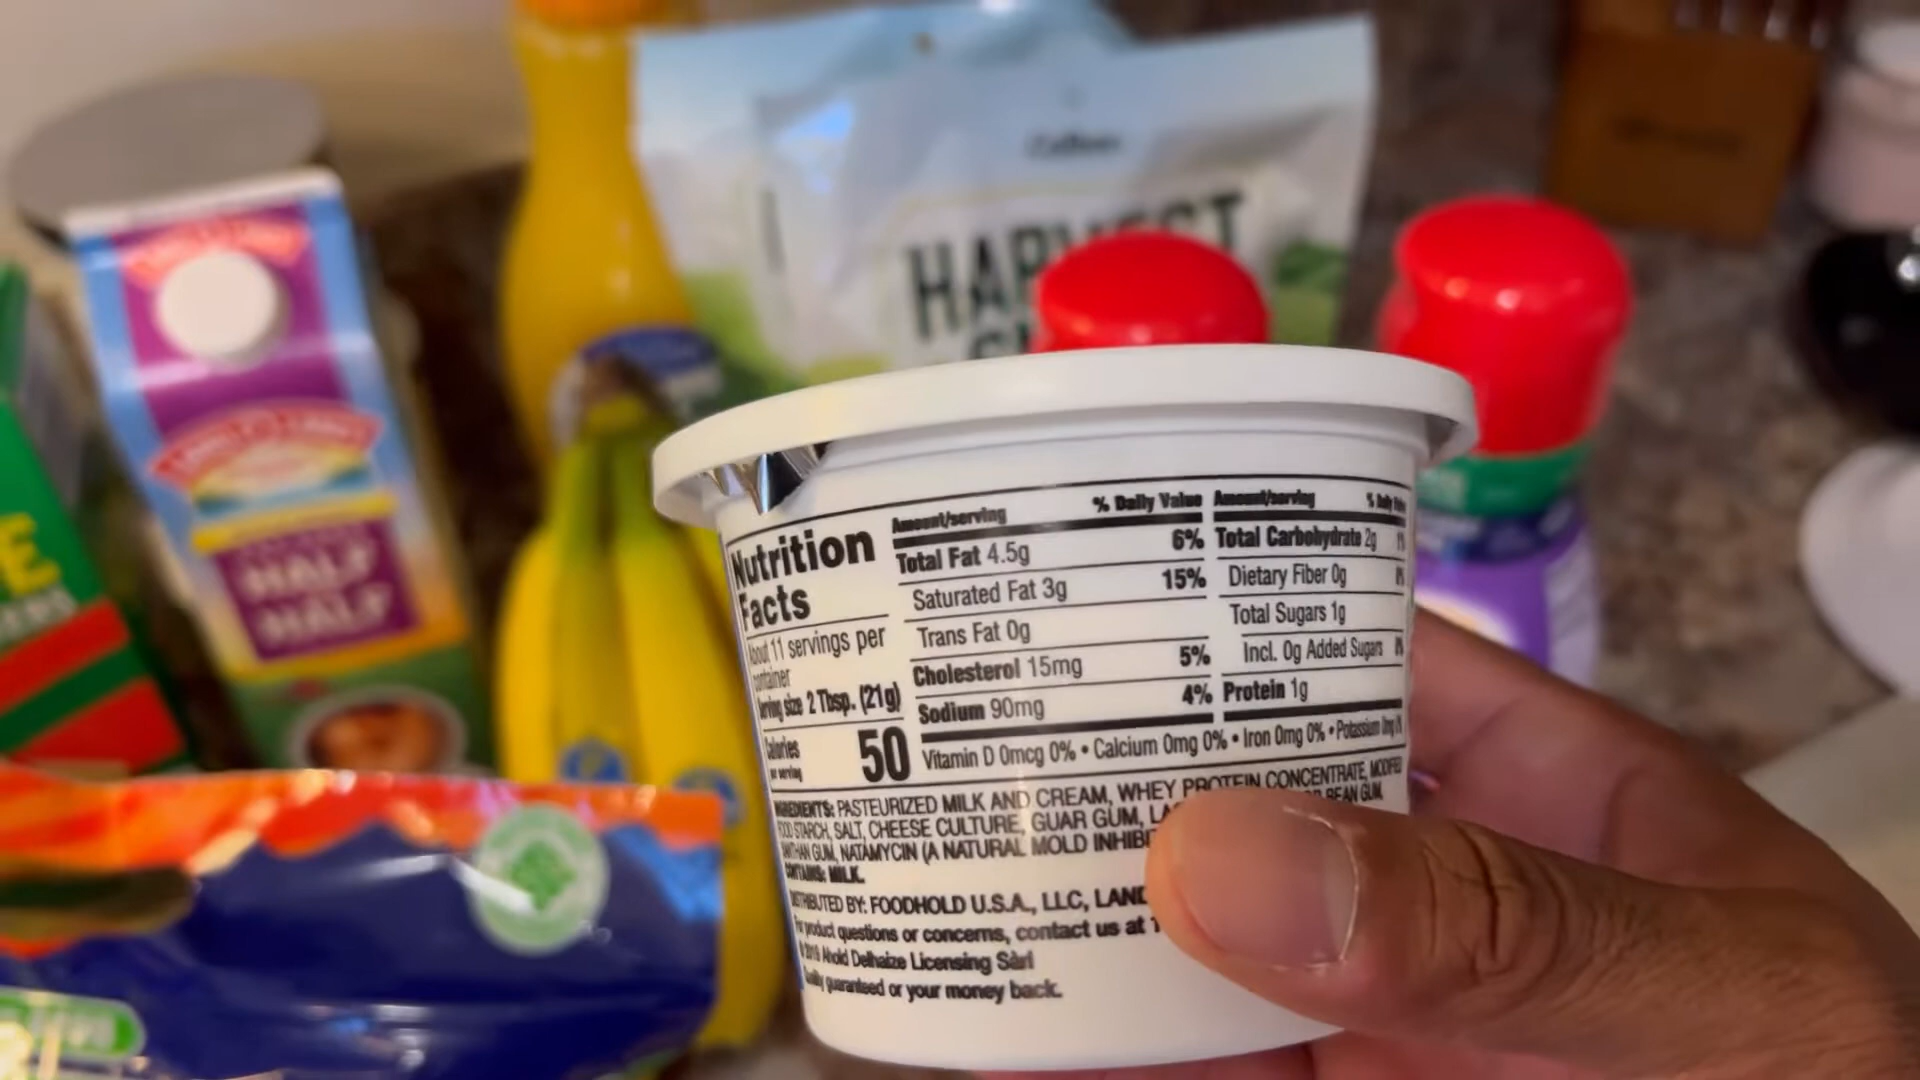 HARVEST
HALF
HALF
Nutrition
Facts
About 11 servings per
container
Serving size 2 Tbsp. (21g)
Calories
per serving
50
Amount/serving % Daily Value
Total Fat 4.5g 6%
Saturated Fat 3g 15%
Trans Fat 0g
Cholesterol 15mg 5%
Sodium 90mg 4%
Amount/serving % Daily
Total Carbohydrate 2g
Dietary Fiber 0g
Total Sugars 1g
Incl. 0g Added Sugars
Protein 1g
Vitamin D 0mcg 0% • Calcium 0mg 0% • Iron 0mg 0% • Potassium 0mg
INGREDIENTS: PASTEURIZED MILK AND CREAM, WHEY PROTEIN CONCENTRATE, MODIFIED
FOOD STARCH, SALT, CHEESE CULTURE, GUAR GUM, BEAN GUM,
XANTHAN GUM, NATAMYCIN (A NATURAL MOLD
CONTAINS: MILK.
DISTRIBUTED BY: FOODHOLD U.S.A., LLC,
For product questions or concerns, contact us at
Ahold Delhaize Licensing Sàrl
guaranteed or your money back.